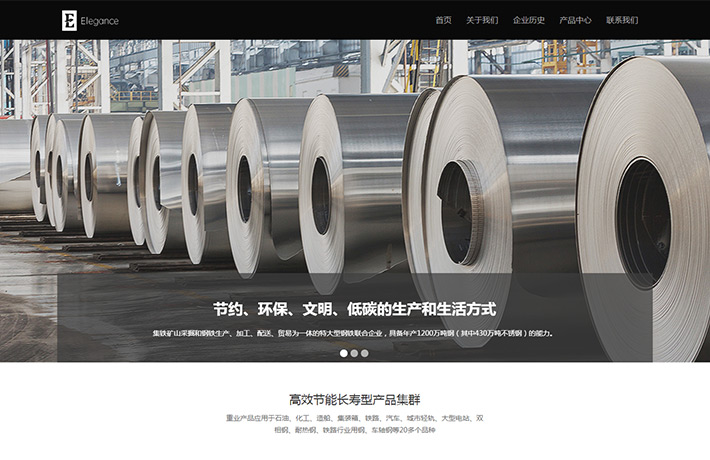 E Elegance
首页 关于我们 企业历史 产品中心 联系我们
节约、环保、文明、低碳的生产和生活方式
集铁矿山采掘和钢铁生产、加工、配送、贸易为一体的特大型钢铁联合企业，具备年产1200万吨钢（其中430万吨不锈钢）的能力。
高效节能长寿型产品集群
重业产品应用于石油、化工、造船、集装箱、铁路、汽车、城市轻轨、大型电站、双
相钢、耐热钢、铁路行业用钢、车轴钢等20多个品种